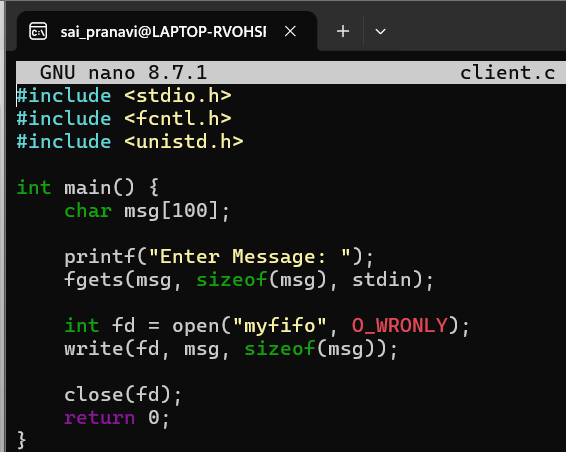 sai_pranavi@LAPTOP-RVOHSI
GNU nano 8.7.1 client.c
#include <stdio.h>
#include <fcntl.h>
#include <unistd.h>
int main() {
    char msg[100];
    printf("Enter Message: ");
    fgets(msg, sizeof(msg), stdin);
    int fd = open("myfifo", O_WRONLY);
    write(fd, msg, sizeof(msg));
    close(fd);
    return 0;
}